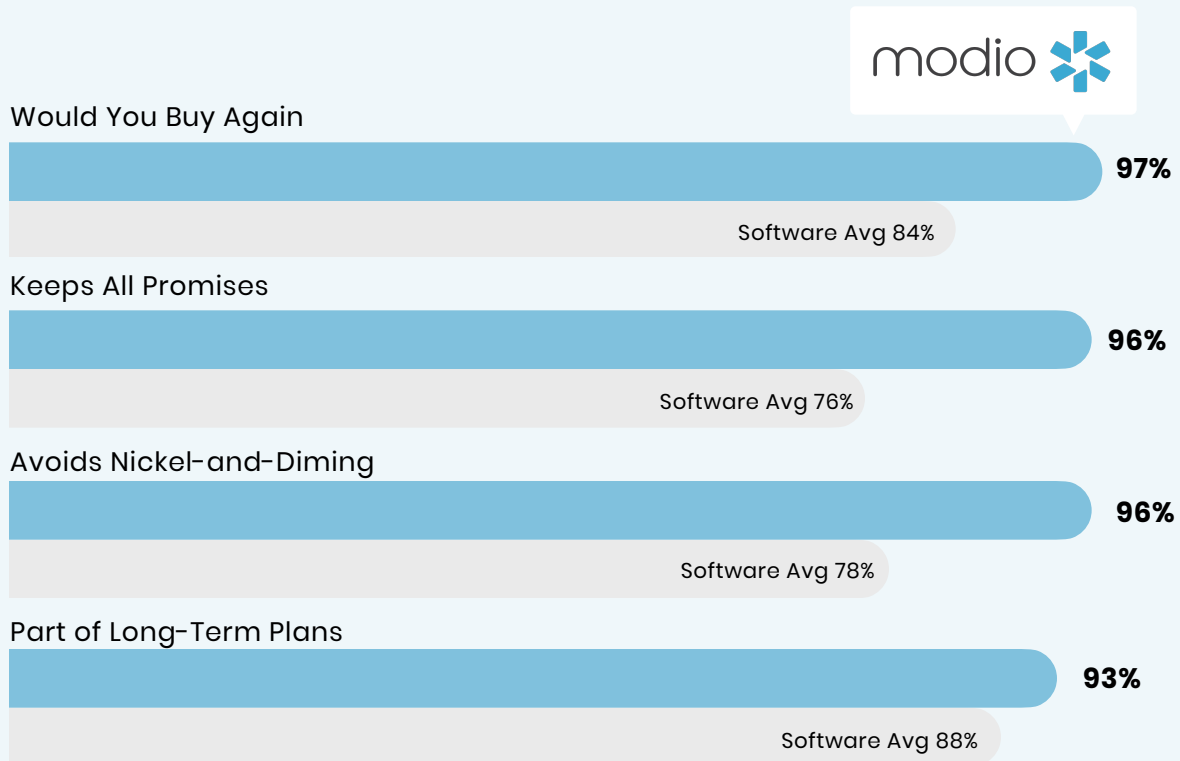 modio
Would You Buy Again
97%
Software Avg 84%
Keeps All Promises
96%
Software Avg 76%
Avoids Nickel-and-Diming
96%
Software Avg 78%
Part of Long-Term Plans
93%
Software Avg 88%